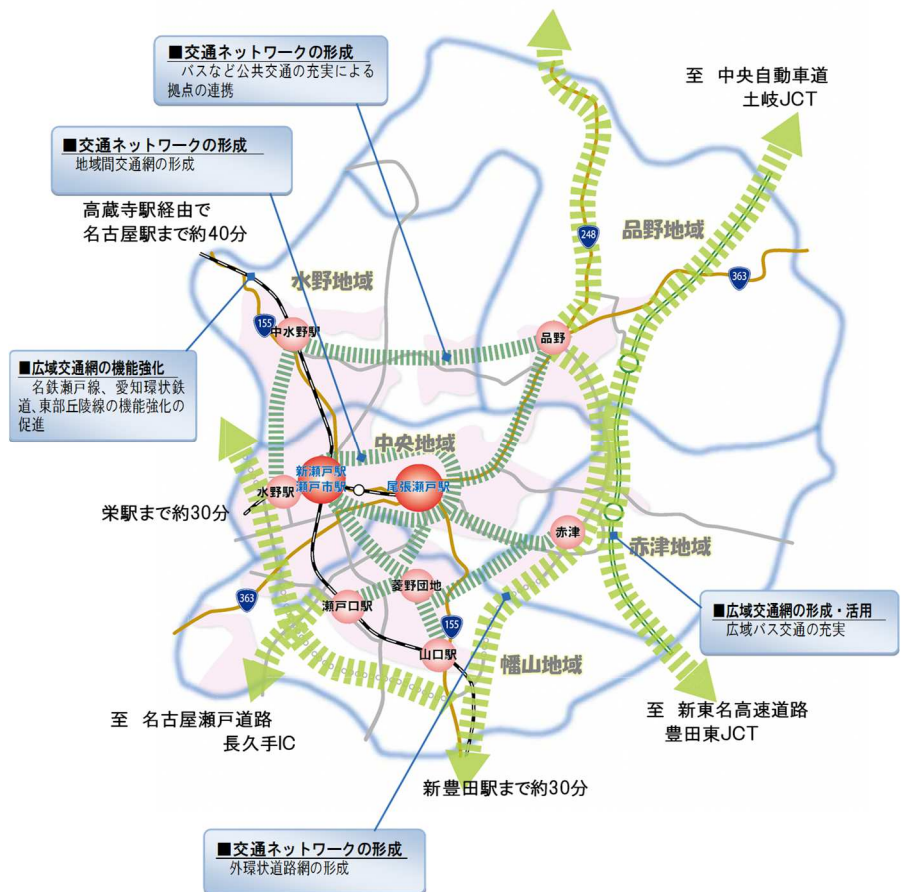 ■交通ネットワークの形成
バスなど公共交通の充実による
拠点の連携
至 中央自動車道
土岐JCT
■交通ネットワークの形成
地域間交通網の形成
高蔵寺駅経由で
名古屋駅まで約40分
248
品野地域
363
水野地域
155
中水野駅
品野
■広域交通網の機能強化
名鉄瀬戸線、愛知環状鉄
道、東部丘陵線の機能強化の
促進
中央地域
新瀬戸駅
瀬戸市駅
尾張瀬戸駅
水野駅
栄駅まで約30分
赤津
赤津地域
菱野団地
363
瀬戸口駅
155
■広域交通網の形成・活用
広域バス交通の充実
山口駅
幡山地域
至 名古屋瀬戸道路
長久手IC
至 新東名高速道路
豊田東JCT
新豊田駅まで約30分
■交通ネットワークの形成
外環状道路網の形成